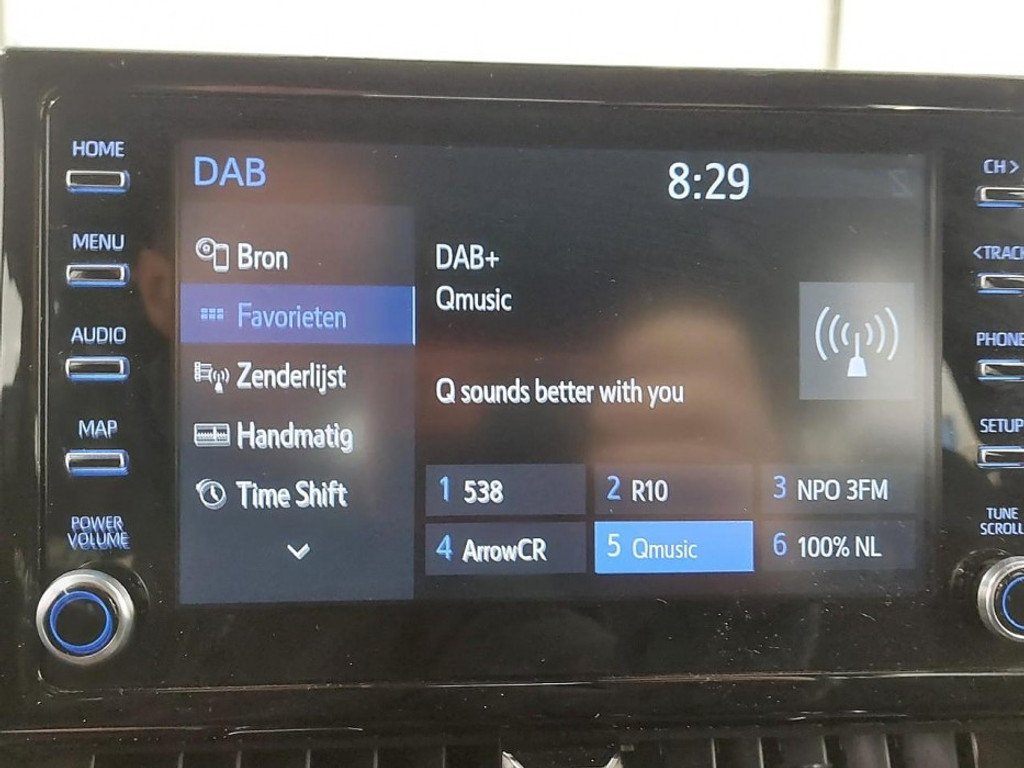 HOME
MENU
AUDIO
MAP
POWER
VOLUME
DAB
8:29
Bron
Favorieten
Zenderlijst
Handmatig
Time Shift
DAB+
Qmusic
Q sounds better with you
1 538
2 R10
3 NPO 3FM
4 ArrowCR
5 Qmusic
6 100% NL
CH >
< TRACK
PHONE
SETUP
TUNE
SCROLL